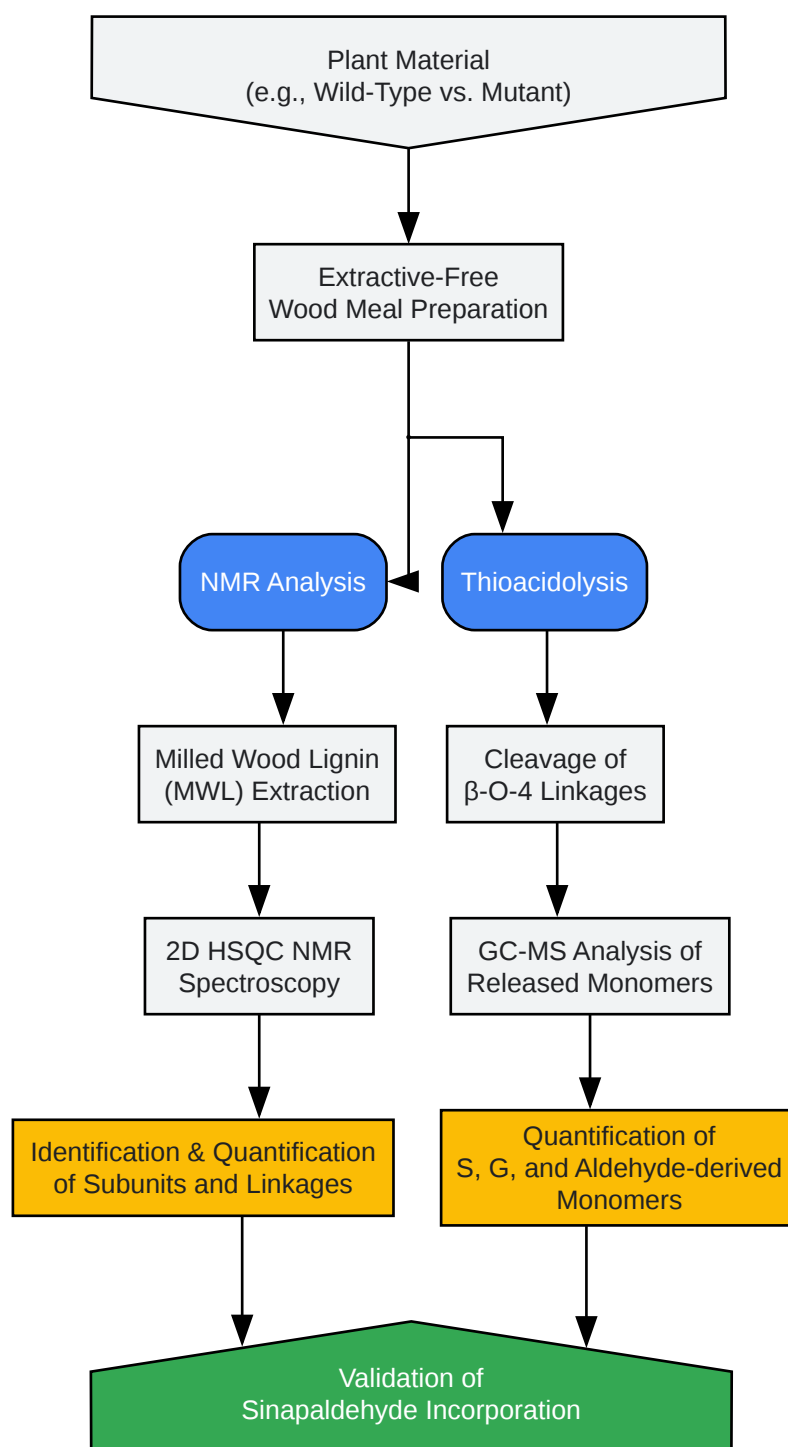 Plant Material
(e.g., Wild-Type vs. Mutant)
Extractive-Free
Wood Meal Preparation
NMR Analysis
Thioacidolysis
Milled Wood Lignin
(MWL) Extraction
Cleavage of
β-O-4 Linkages
2D HSQC NMR
Spectroscopy
GC-MS Analysis of
Released Monomers
Identification & Quantification
of Subunits and Linkages
Quantification of
S, G, and Aldehyde-derived
Monomers
Validation of
Sinapaldehyde Incorporation